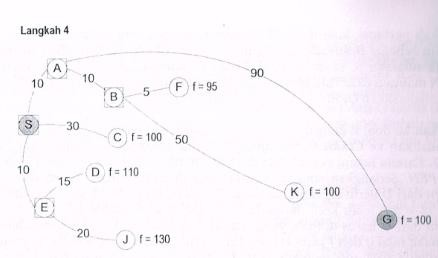 Langkah 4
A
90
10
10
F f = 95
5
B
S
30
C f = 100
50
10
D f = 110
15
K f = 100
E
G f = 100
20
J f = 130